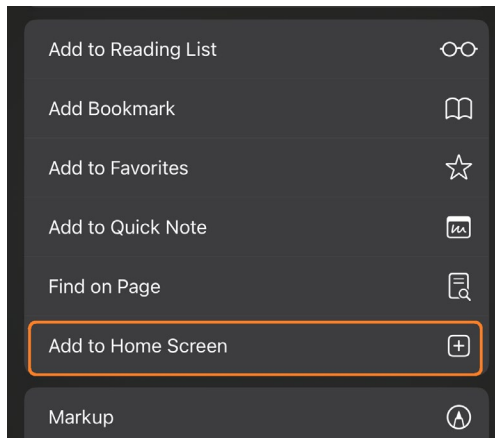 Add to Reading List
Add Bookmark
Add to Favorites
Add to Quick Note
Find on Page
Add to Home Screen
Markup